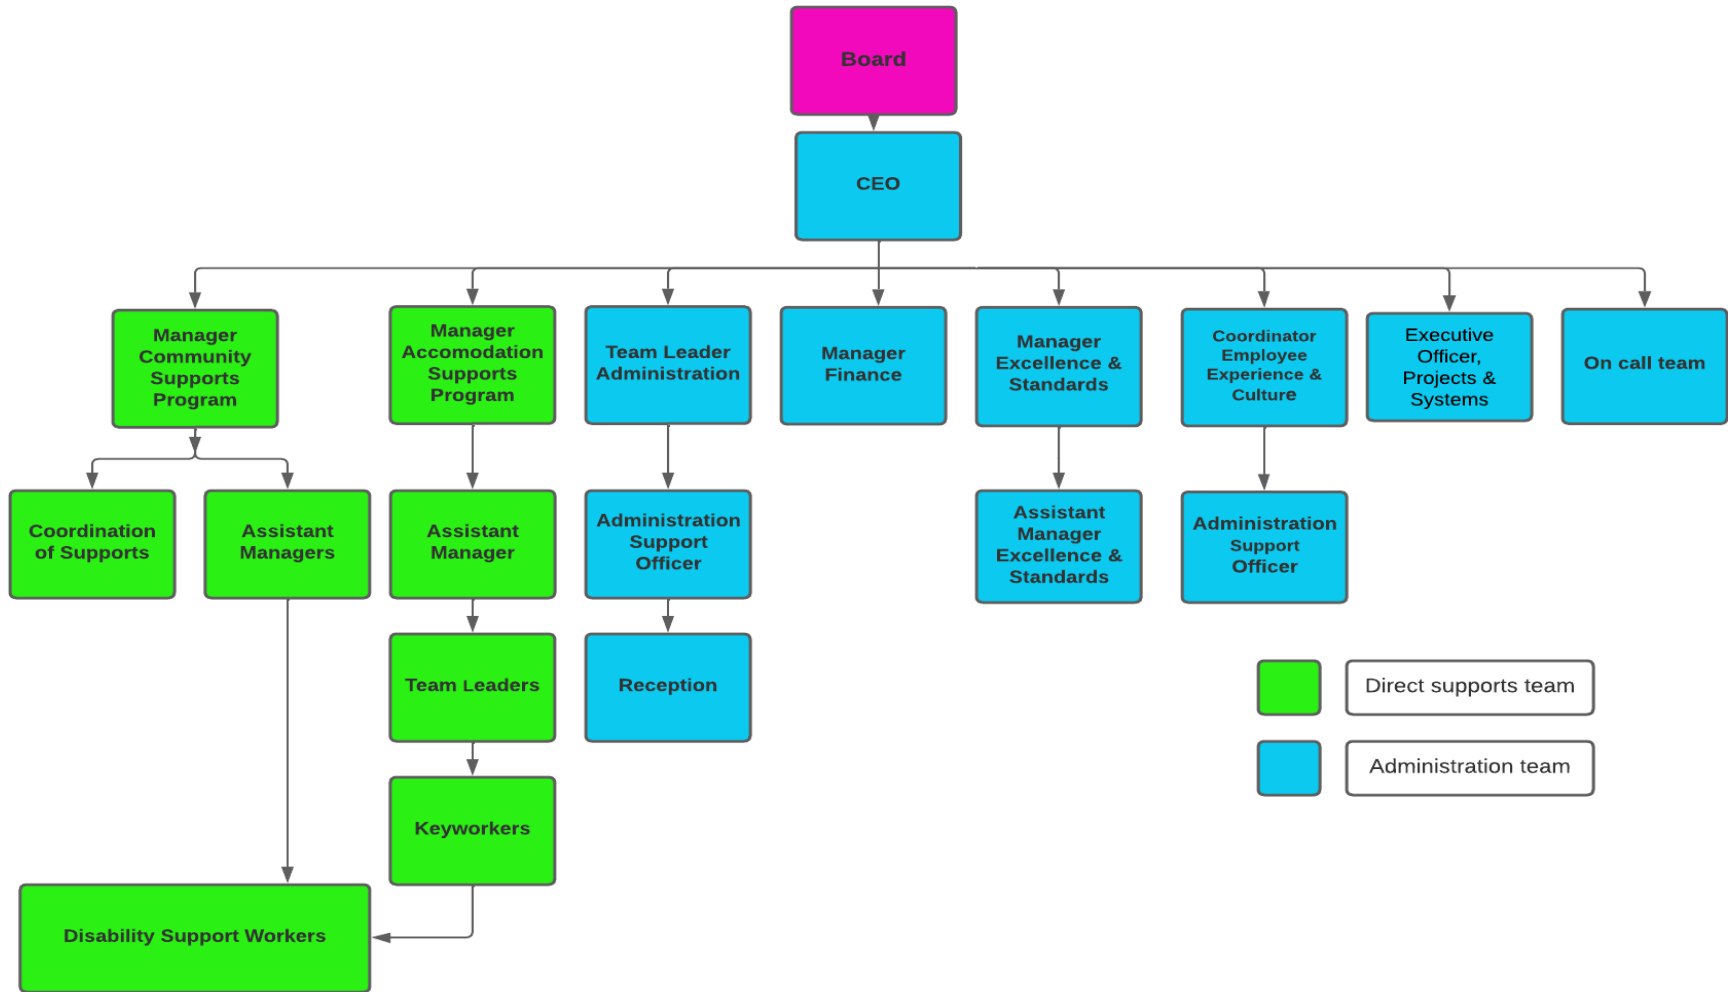 Board
CEO
Manager
Community
Supports
Program
Manager
Accomodation
Supports
Program
Team Leader
Administration
Manager
Finance
Manager
Excellence &
Standards
Coordinator
Employee
Experience &
Culture
Executive
Officer,
Projects &
Systems
On call team
Coordination
of Supports
Assistant
Managers
Assistant
Manager
Administration
Support
Officer
Assistant
Manager
Excellence &
Standards
Administration
Support
Officer
Team Leaders
Reception
Direct supports team
Administration team
Keyworkers
Disability Support Workers